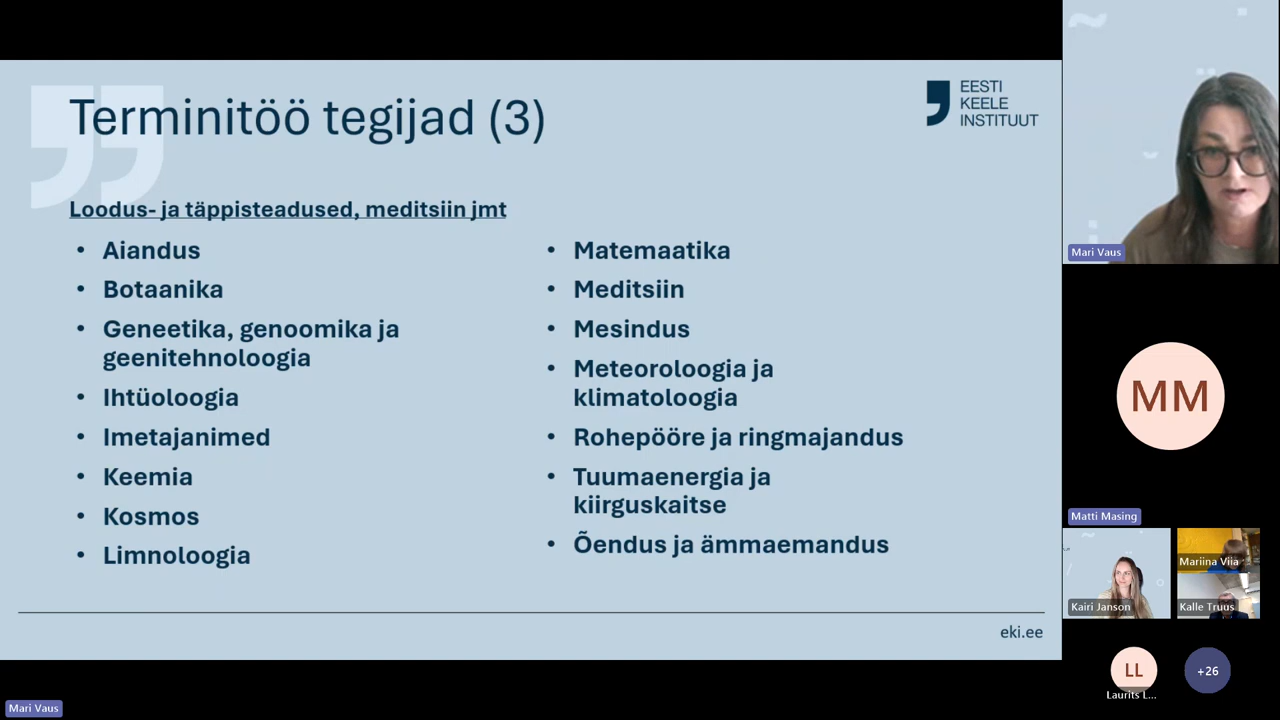 Terminitöö tegijad (3)
EESTI
KEELE
INSTITUUT
Loodus- ja täppisteadused, meditsiin jmt
• Aiandus
• Botaanika
• Geneetika, genoomika ja
geenitehnoloogia
• Ihtüoloogia
• Imetajanimed
• Keemia
• Kosmos
• Limnoloogia
• Matemaatika
• Meditsiin
• Mesindus
• Meteoroloogia ja
klimatoloogia
• Rohepööre ja ringmajandus
• Tuumaenergia ja
kiirguskaitse
• Õendus ja ämmaemandus
eki.ee
Mari Vaus
Mari Vaus
MM
Matti Masing
Kairi Janson
Mariina Viia
Kalle Truus
LL
Laurits L...
+26